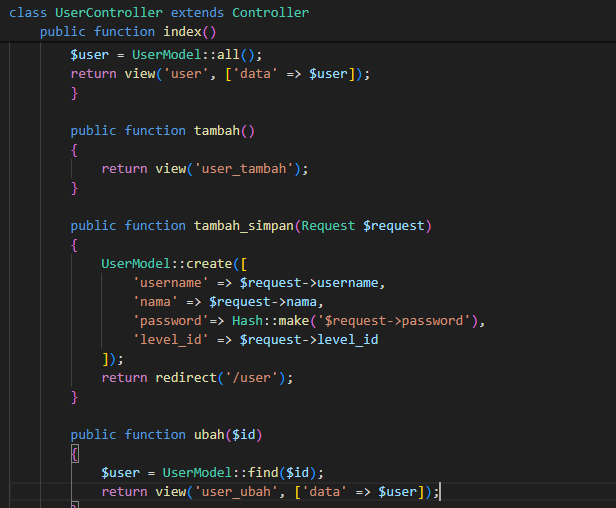 class UserController extends Controller
public function index()
$user = UserModel::all();
return view('user', ['data' => $user]);
}
public function tambah()
{
return view('user_tambah');
}
public function tambah_simpan(Request $request)
{
UserModel::create([
'username' => $request->username,
'nama' => $request->nama,
'password'=> Hash::make('$request->password'),
'level_id' => $request->level_id
]);
return redirect('/user');
}
public function ubah($id)
{
$user = UserModel::find($id);
return view('user_ubah', ['data' => $user]);
}